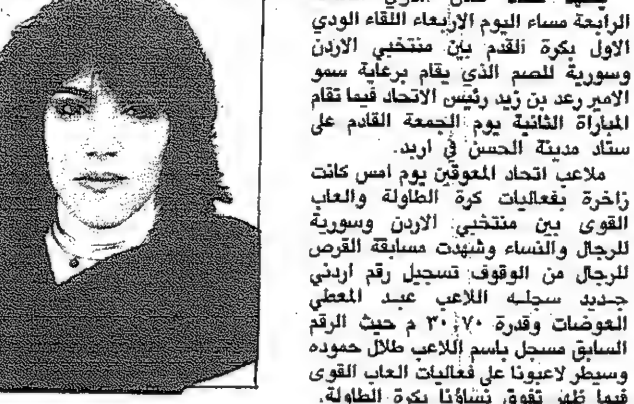 الرابعة مساء اليوم الاربعاء اللقاء الودي
الاول بكرة القدم بين منتخبي الاردن
وسورية للصم الذي يقام برعاية سمو
الامير رعد بن زيد رئيس الاتحاد فيما تقام
المباراة الثانية يوم الجمعة القادم على
ستاد مدينة الحسن في اربد.
ملاعب اتحاد المعوقين يوم امس كانت
زاخرة بفعاليات كرة الطاولة والعاب
القوى بين منتخبي الاردن وسورية
للرجال والنساء وشهدت مسابقة القرص
للرجال من الوقوف تسجيل رقم اردني
جديد سجله اللاعب عبد المعطي
العوضات وقدرة ٣٠,٧٠ م حيث الرقم
السابق مسجل باسم اللاعب طلال حموده
وسيطر لاعبونا على فعاليات العاب القوى
فيما ظهر تفوق نساؤنا بكرة الطاولة.